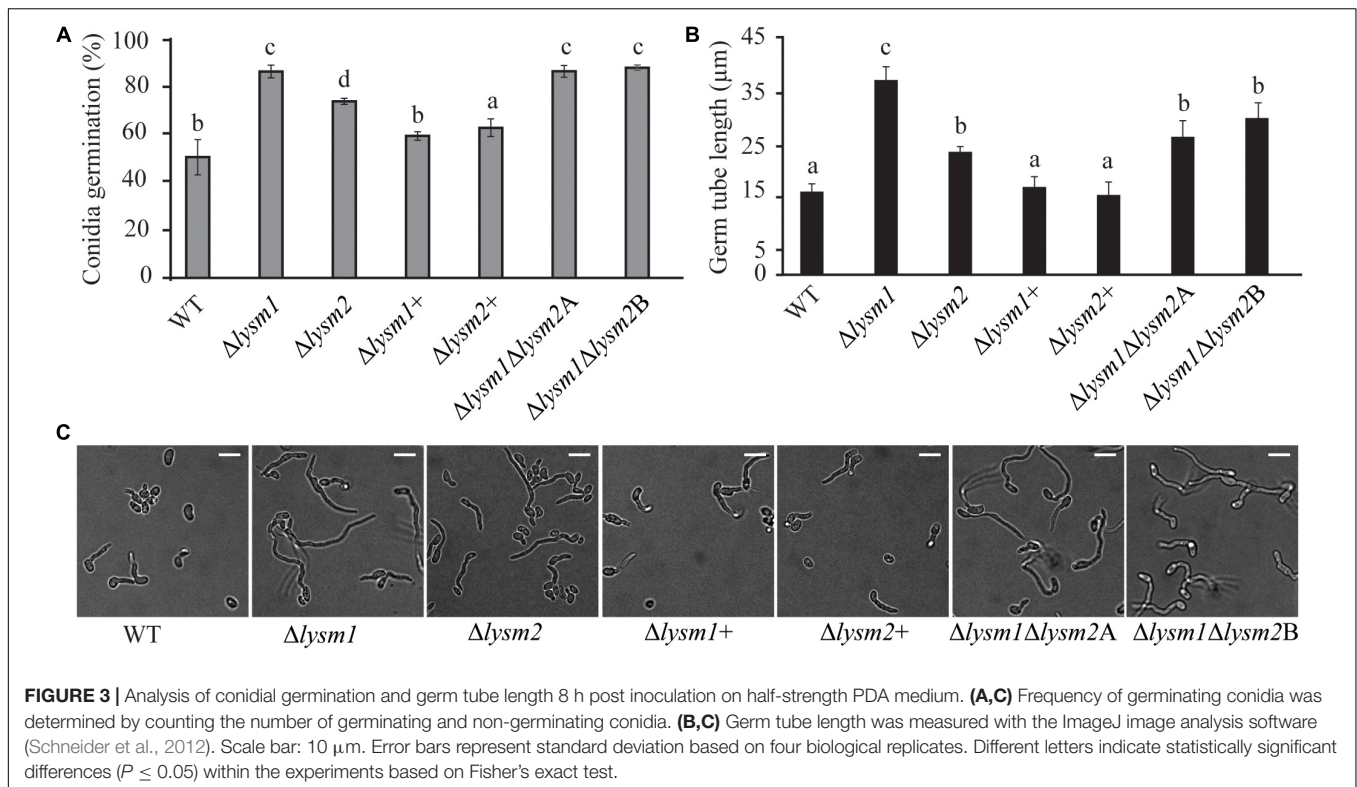 A
Conidia germination (%)
100
80
60
40
20
0
b
c
d
b
a
c
c
WT
Δlysm1
Δlysm2
Δlysm1+
Δlysm2+
Δlysm1Δlysm2A
Δlysm1Δlysm2B
B
Germ tube length (μm)
45
35
25
15
5
0
a
c
b
a
a
b
b
WT
Δlysm1
Δlysm2
Δlysm1+
Δlysm2+
Δlysm1Δlysm2A
Δlysm1Δlysm2B
C
WT
Δlysm1
Δlysm2
Δlysm1+
Δlysm2+
Δlysm1Δlysm2A
Δlysm1Δlysm2B
FIGURE 3 | Analysis of conidial germination and germ tube length 8 h post inoculation on half-strength PDA medium. (A,C) Frequency of germinating conidia was
determined by counting the number of germinating and non-germinating conidia. (B,C) Germ tube length was measured with the ImageJ image analysis software
(Schneider et al., 2012). Scale bar: 10 μm. Error bars represent standard deviation based on four biological replicates. Different letters indicate statistically significant
differences (P ≤ 0.05) within the experiments based on Fisher's exact test.